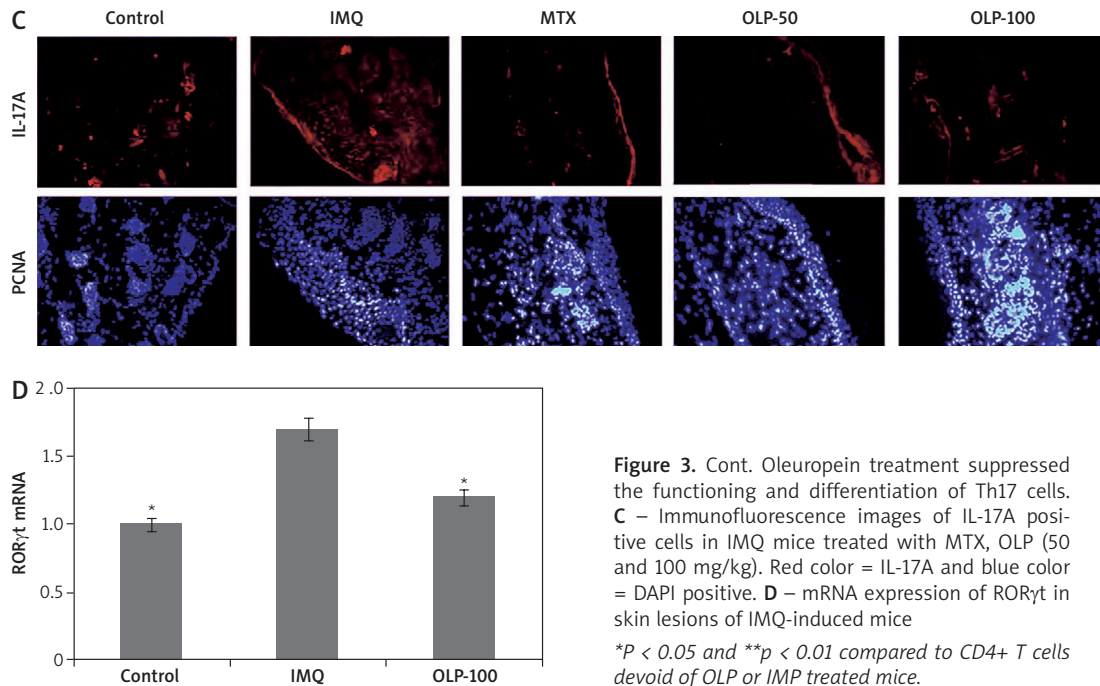 C
Control IMQ MTX OLP-50 OLP-100
IL-17A
PCNA
D
RORγt mRNA
2.0
1.5
1.0
0.5
0
* *
Control IMQ OLP-100
Figure 3. Cont. Oleuropein treatment suppressed
the functioning and differentiation of Th17 cells.
C – Immunofluorescence images of IL-17A posi-
tive cells in IMQ mice treated with MTX, OLP (50
and 100 mg/kg). Red color = IL-17A and blue color
= DAPI positive. D – mRNA expression of RORγt in
skin lesions of IMQ-induced mice
*P < 0.05 and **p < 0.01 compared to CD4+ T cells
devoid of OLP or IMP treated mice.